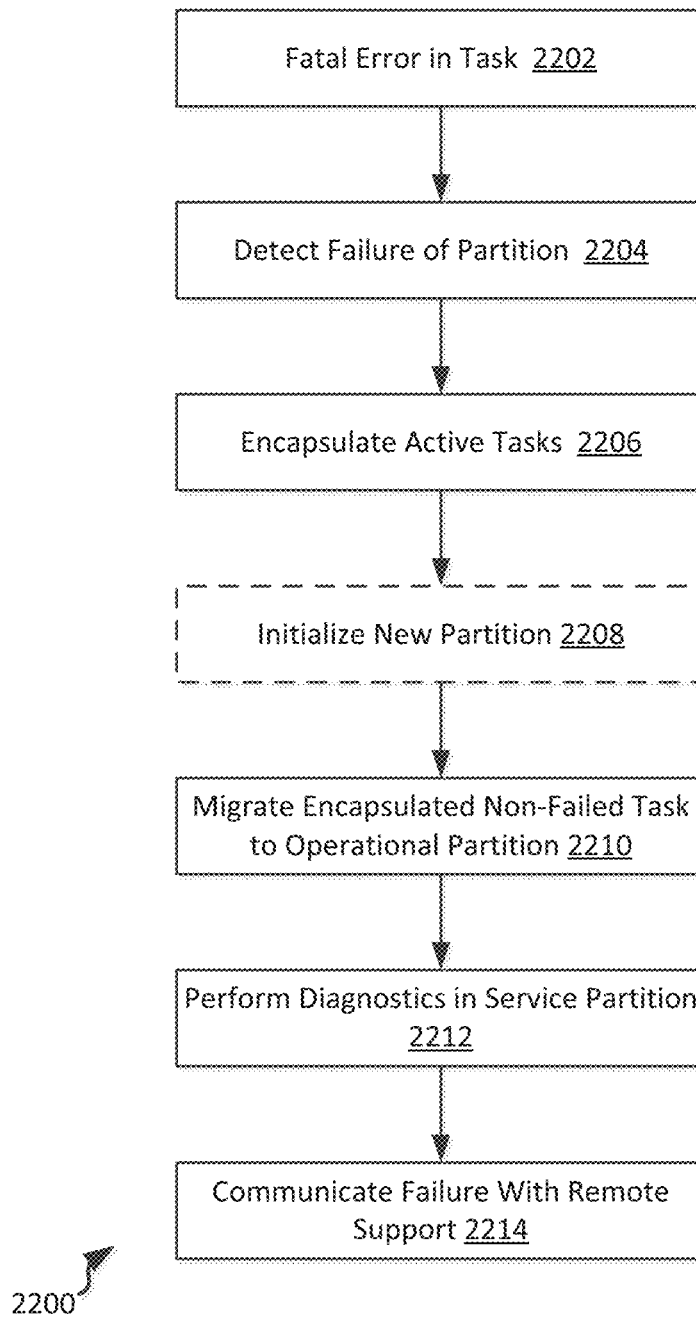 Fatal Error in Task 2202
Detect Failure of Partition 2204
Encapsulate Active Tasks 2206
Initialize New Partition 2208
Migrate Encapsulated Non-Failed Task
to Operational Partition 2210
Perform Diagnostics in Service Partition
2212
Communicate Failure With Remote
Support 2214
2200